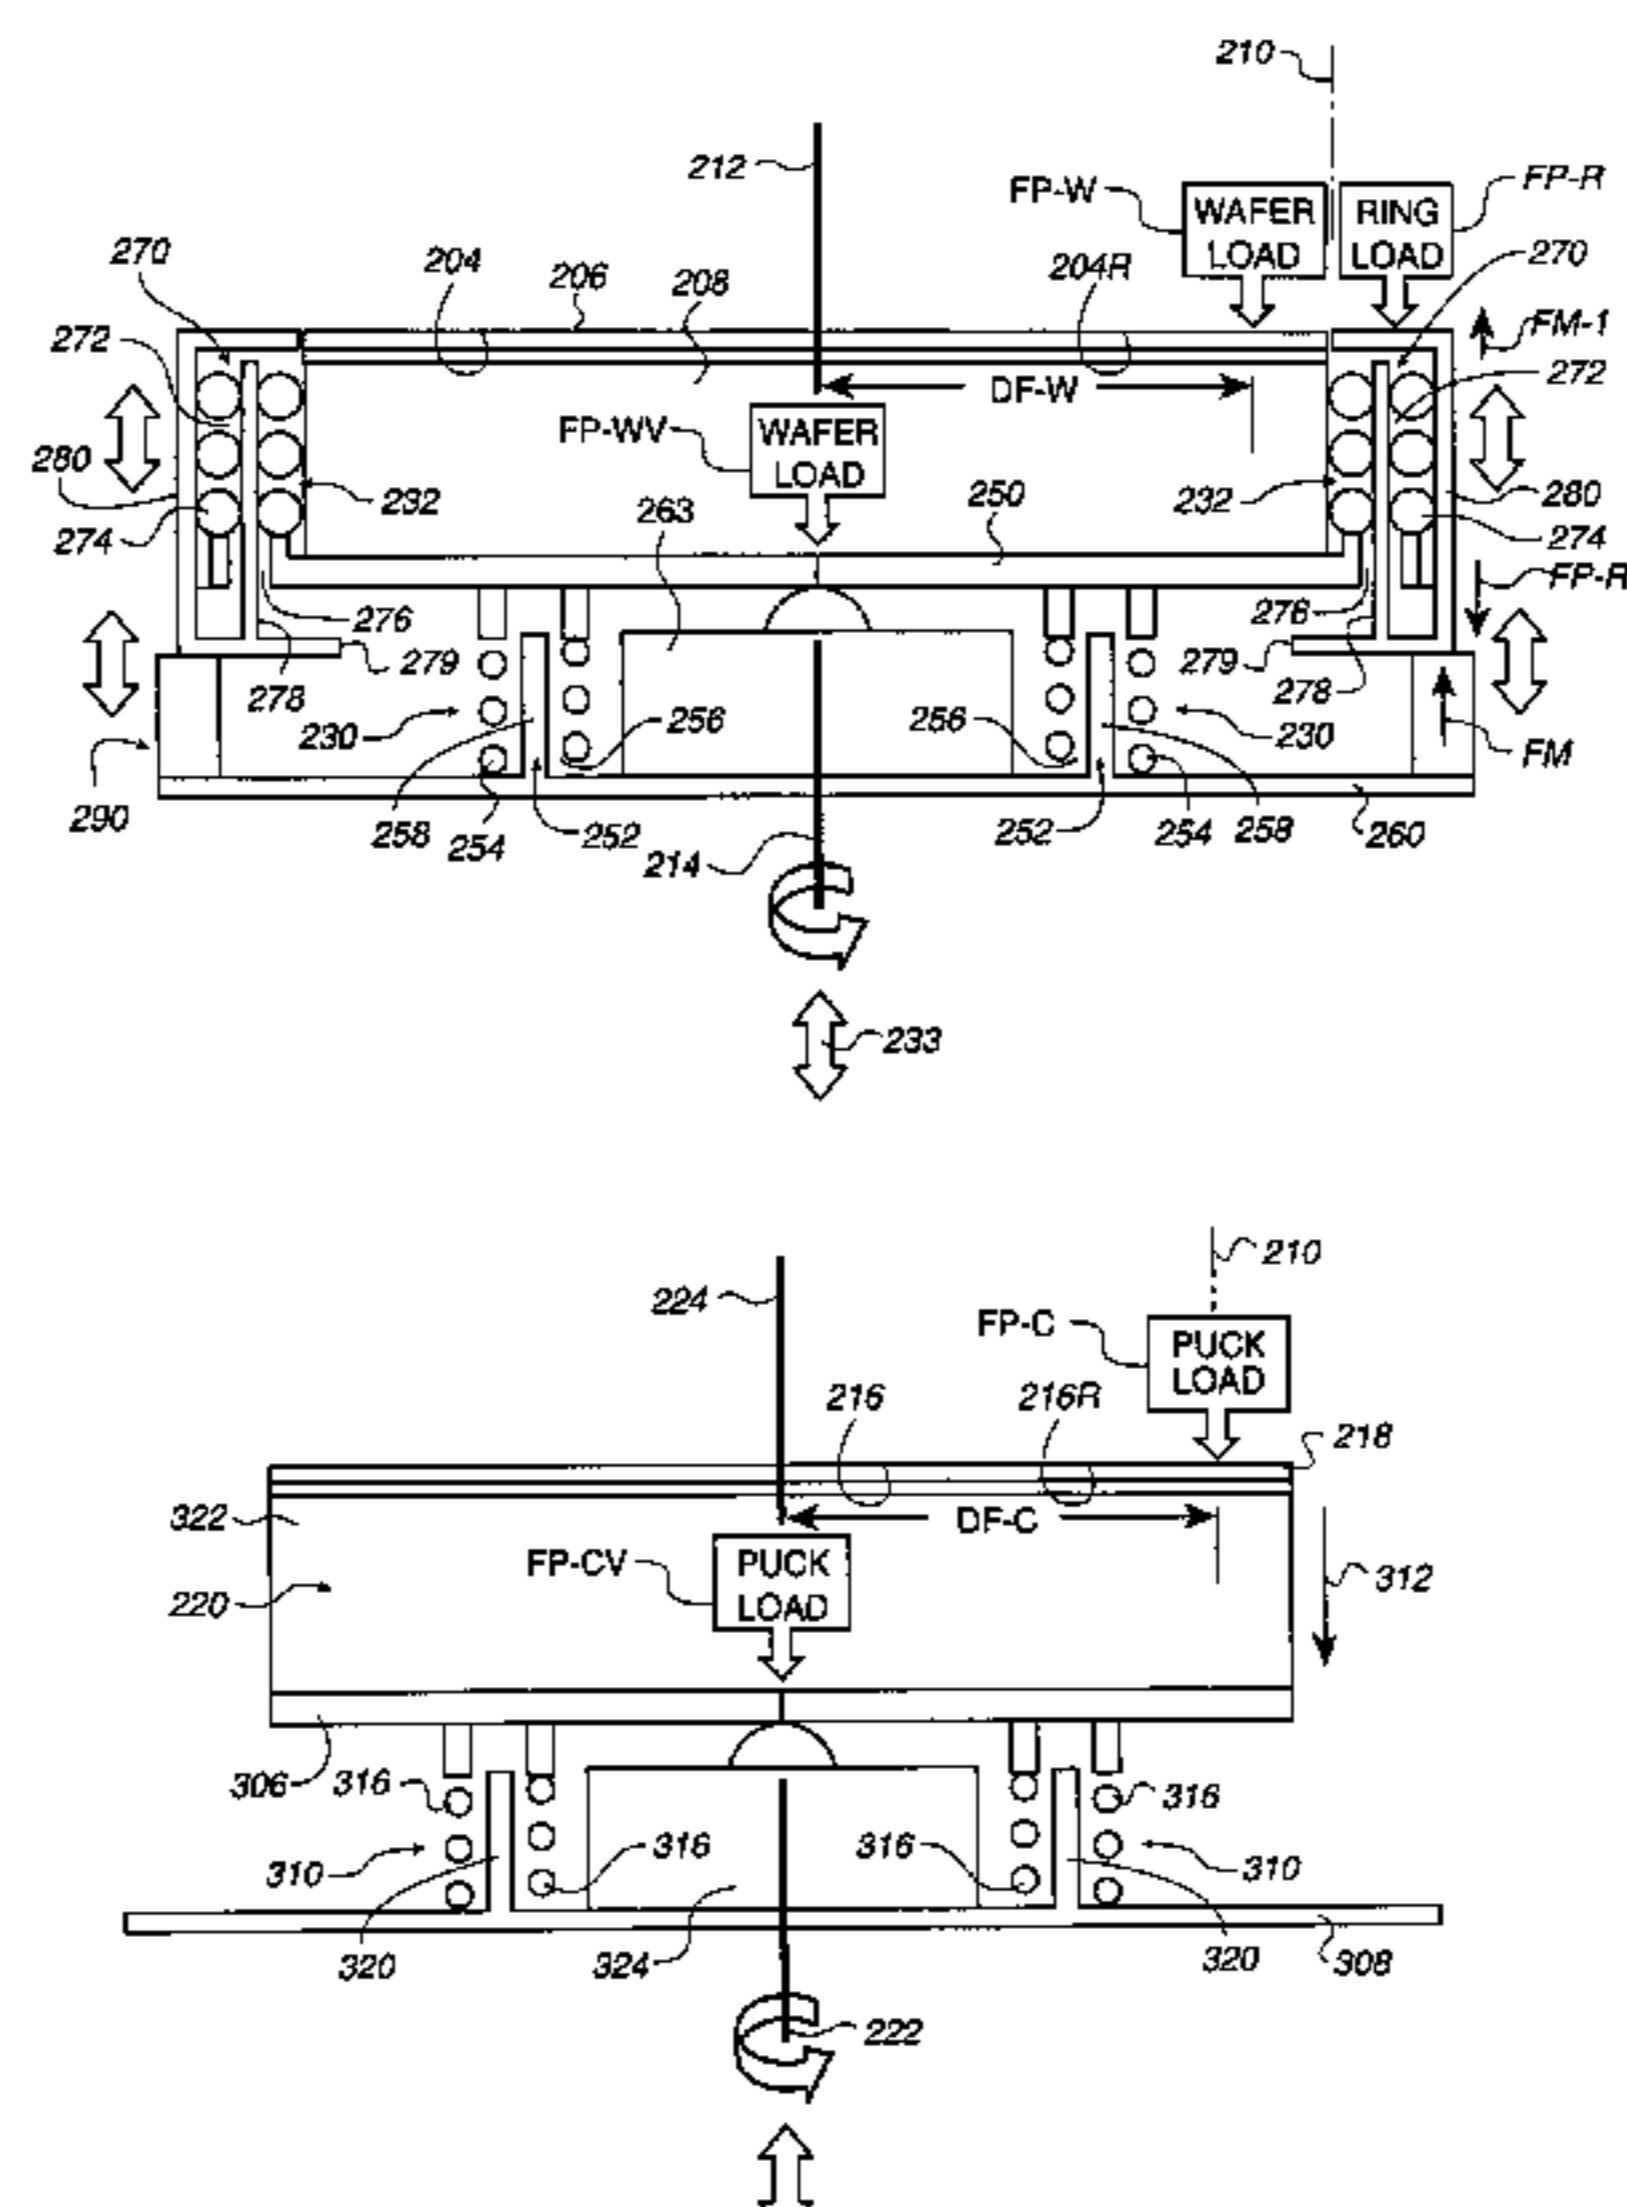 210
212
FP-W
FP-R
WAFER
LOAD
RING
LOAD
270
204
206
208
204R
270
272
FM-1
DF-W
272
FP-WV
WAFER
LOAD
280
232
263
250
232
280
274
274
FP-R
276
276
279
279
278
278
230
256
256
230
FM
290
258
254
252
252
254
258
260
214
233
210
224
FP-C
PUCK
LOAD
216
216R
218
322
DF-C
FP-CV
PUCK
LOAD
312
220
306
316
316
310
316
316
310
320
324
320
308
222